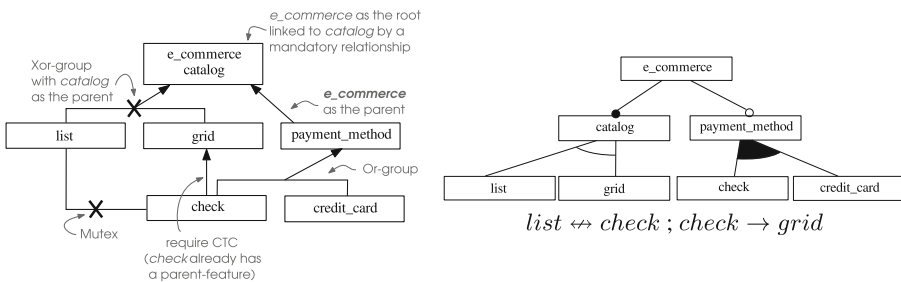 e_commerce as the root
linked to catalog by a
mandatory relationship
e_commerce
catalog
Xor-group
with catalog
as the parent
e_commerce
as the parent
list
grid
payment_method
Or-group
check
credit_card
Mutex
require CTC
(check already has
a parent-feature)
e_commerce
catalog
payment_method
list
grid
check
credit_card
list ↮ check ; check → grid